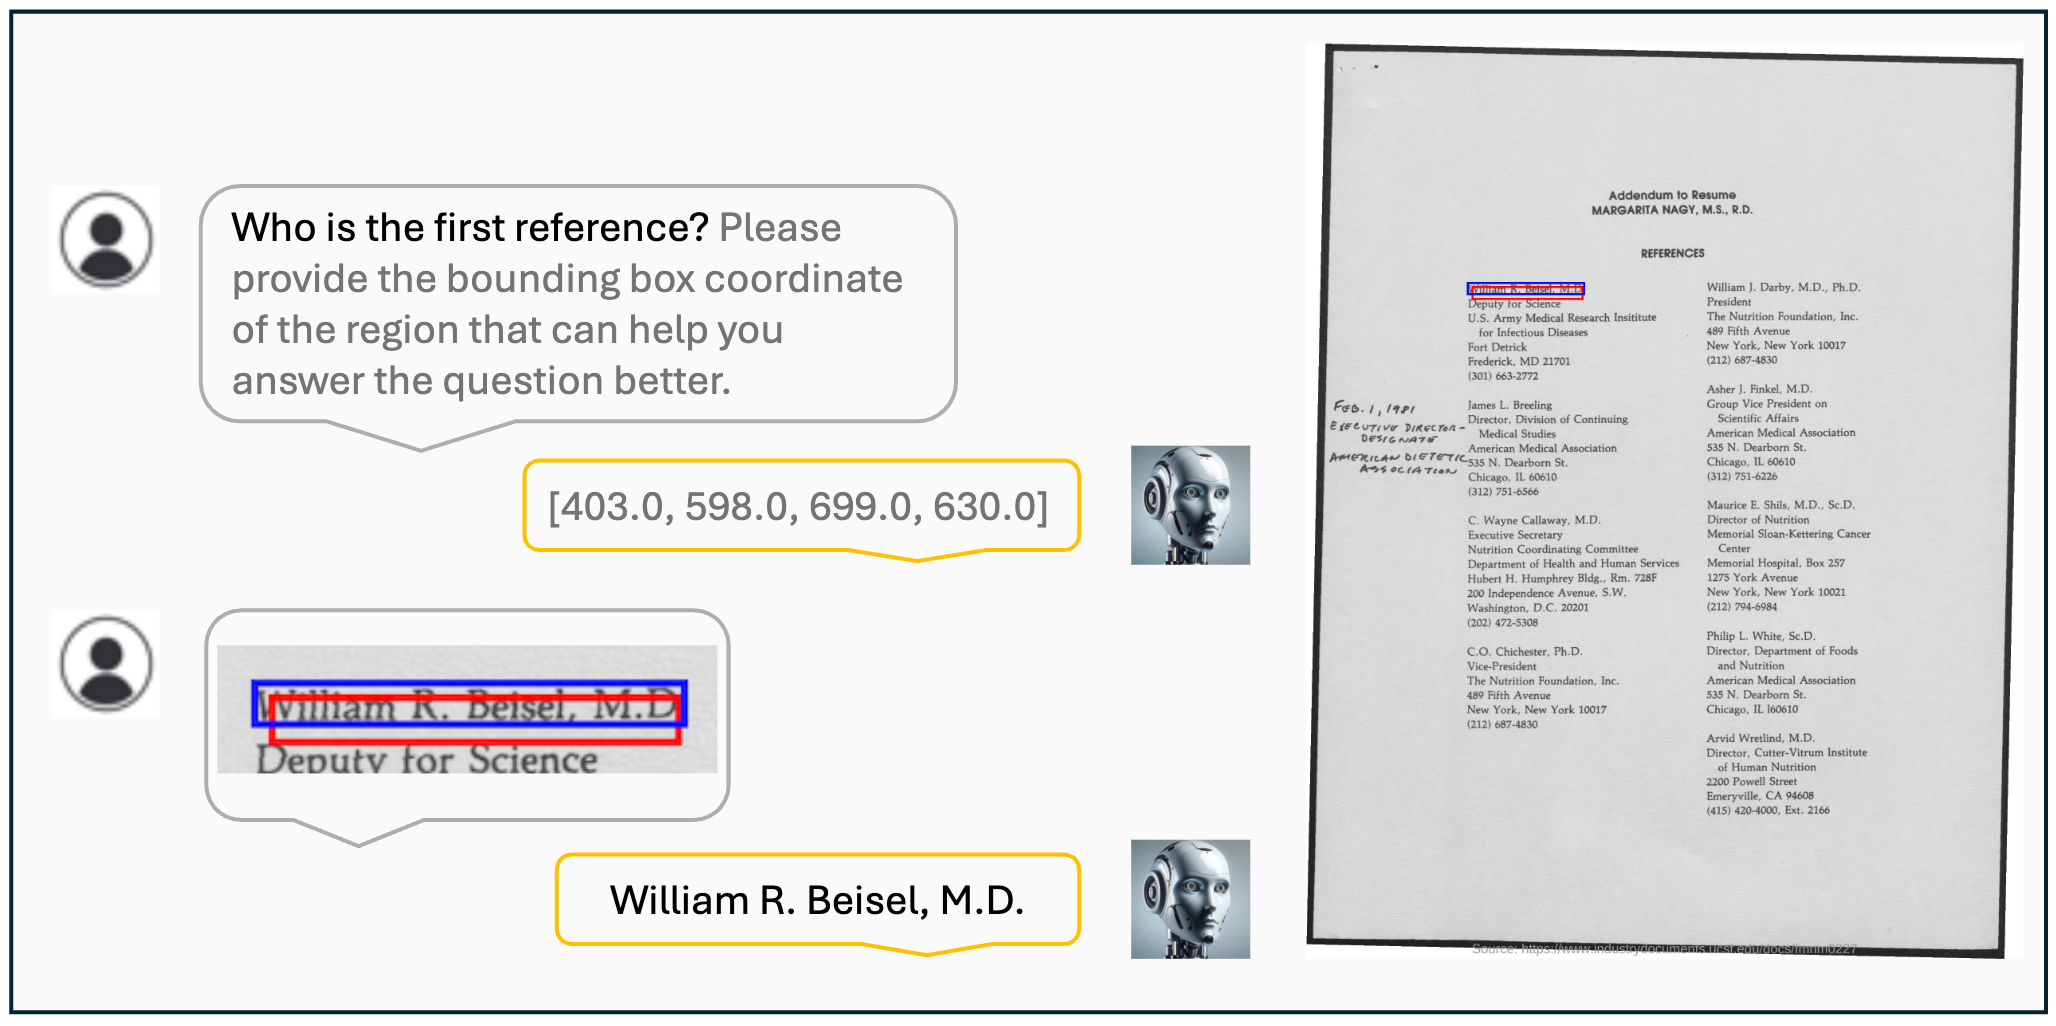 Who is the first reference? Please
provide the bounding box coordinate
of the region that can help you
answer the question better.
[403.0, 598.0, 699.0, 630.0]
William R. Beisel, M.D
Deputy for Science
William R. Beisel, M.D.
Addendum to Resume
MARGARITA NAGY, M.S., R.D.
REFERENCES
William R. Beisel, M.D
Deputy for Science
U.S. Army Medical Research Insititute
for Infectious Diseases
Fort Detrick
Frederick, MD 21701
(301) 663-2772
FEB. 1, 1981
EXECUTIVE DIRECTOR-
DESIGNATE
AMERICAN DIETETIC
ASSOCIATION
James L. Breeling
Director, Division of Continuing
Medical Studies
American Medical Association
535 N. Dearborn St.
Chicago, IL 60610
(312) 751-6566
C. Wayne Callaway, M.D.
Executive Secretary
Nutrition Coordinating Committee
Department of Health and Human Services
Hubert H. Humphrey Bldg., Rm. 728F
200 Independence Avenue, S.W.
Washington, D.C. 20201
(202) 472-5308
C.O. Chichester, Ph.D.
Vice-President
The Nutrition Foundation, Inc.
489 Fifth Avenue
New York, New York 10017
(212) 687-4830
William J. Darby, M.D., Ph.D.
President
The Nutrition Foundation, Inc.
489 Fifth Avenue
New York, New York 10017
(212) 687-4830
Asher J. Finkel, M.D.
Group Vice President on
Scientific Affairs
American Medical Association
535 N. Dearborn St.
Chicago, IL 60610
(312) 751-6226
Maurice E. Shils, M.D., Sc.D.
Director of Nutrition
Memorial Sloan-Kettering Cancer
Center
Memorial Hospital, Box 257
1275 York Avenue
New York, New York 10021
(212) 794-6984
Philip L. White, Sc.D.
Director, Department of Foods
and Nutrition
American Medical Association
535 N. Dearborn St.
Chicago, IL l60610
Arvid Wretlind, M.D.
Director, Cutter-Vitrum Institute
of Human Nutrition
2200 Powell Street
Emeryville, CA 94608
(415) 420-4000, Ext. 2166
Source: